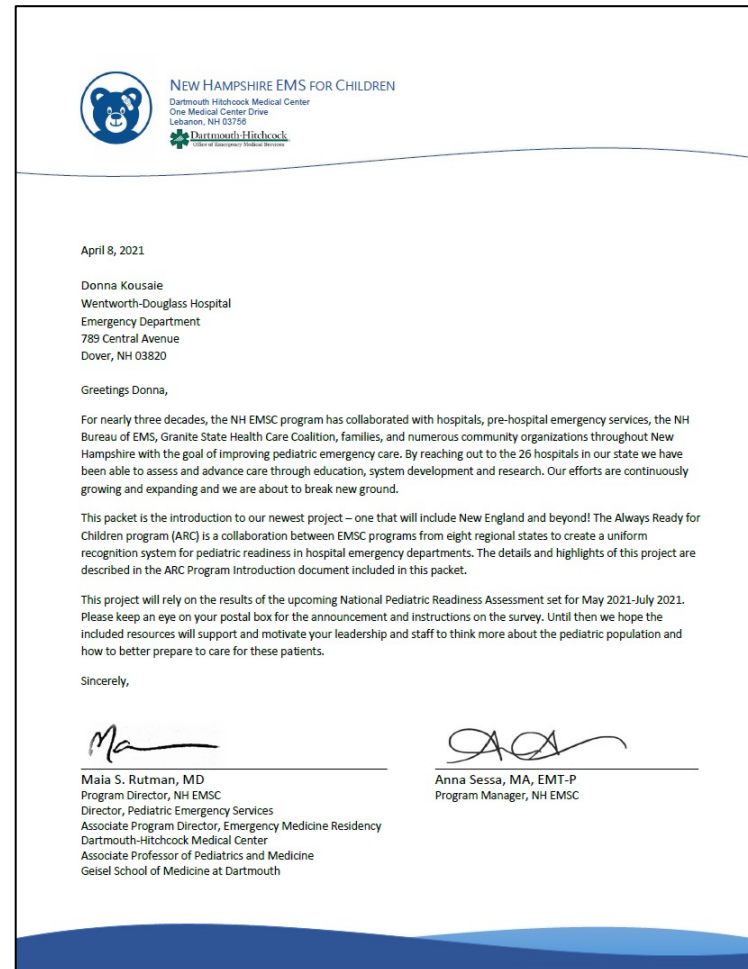 NEW HAMPSHIRE EMS FOR CHILDREN
Dartmouth Hitchcock Medical Center
One Medical Center Drive
Lebanon, NH 03756
Dartmouth-Hitchcock
Office of Emergency Medical Services
April 8, 2021
Donna Kousaie
Wentworth-Douglass Hospital
Emergency Department
789 Central Avenue
Dover, NH 03820
Greetings Donna,
For nearly three decades, the NH EMSC program has collaborated with hospitals, pre-hospital emergency services, the NH
Bureau of EMS, Granite State Health Care Coalition, families, and numerous community organizations throughout New
Hampshire with the goal of improving pediatric emergency care. By reaching out to the 26 hospitals in our state we have
been able to assess and advance care through education, system development and research. Our efforts are continuously
growing and expanding and we are about to break new ground.
This packet is the introduction to our newest project – one that will include New England and beyond! The Always Ready for
Children program (ARC) is a collaboration between EMSC programs from eight regional states to create a uniform
recognition system for pediatric readiness in hospital emergency departments. The details and highlights of this project are
described in the ARC Program Introduction document included in this packet.
This project will rely on the results of the upcoming National Pediatric Readiness Assessment set for May 2021-July 2021.
Please keep an eye on your postal box for the announcement and instructions on the survey. Until then we hope the
included resources will support and motivate your leadership and staff to think more about the pediatric population and
how to better prepare to care for these patients.
Sincerely,
Maia S. Rutman, MD
Program Director, NH EMSC
Director, Pediatric Emergency Services
Associate Program Director, Emergency Medicine Residency
Dartmouth-Hitchcock Medical Center
Associate Professor of Pediatrics and Medicine
Geisel School of Medicine at Dartmouth
Anna Sessa, MA, EMT-P
Program Manager, NH EMSC